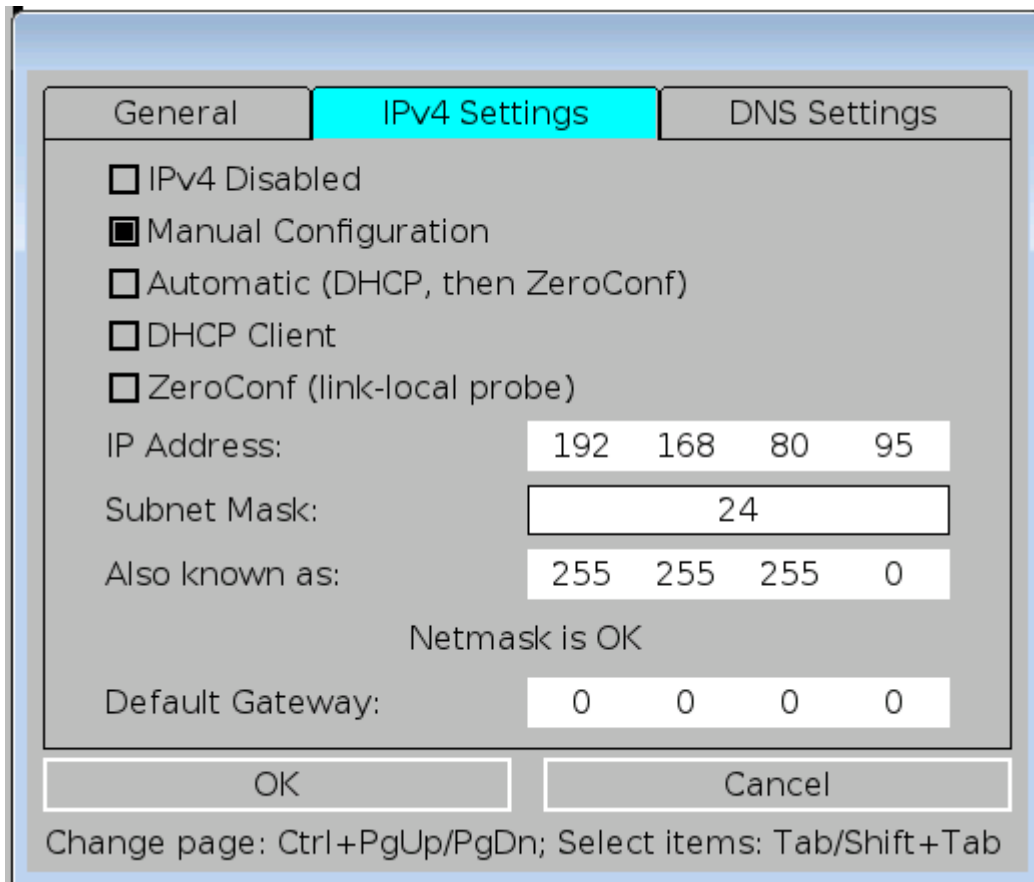 General IPv4 Settings DNS Settings
IPv4 Disabled
Manual Configuration
Automatic (DHCP, then ZeroConf)
DHCP Client
ZeroConf (link-local probe)
IP Address: 192 168 80 95
Subnet Mask: 24
Also known as: 255 255 255 0
Netmask is OK
Default Gateway: 0 0 0 0
OK Cancel
Change page: Ctrl+PgUp/PgDn; Select items: Tab/Shift+Tab